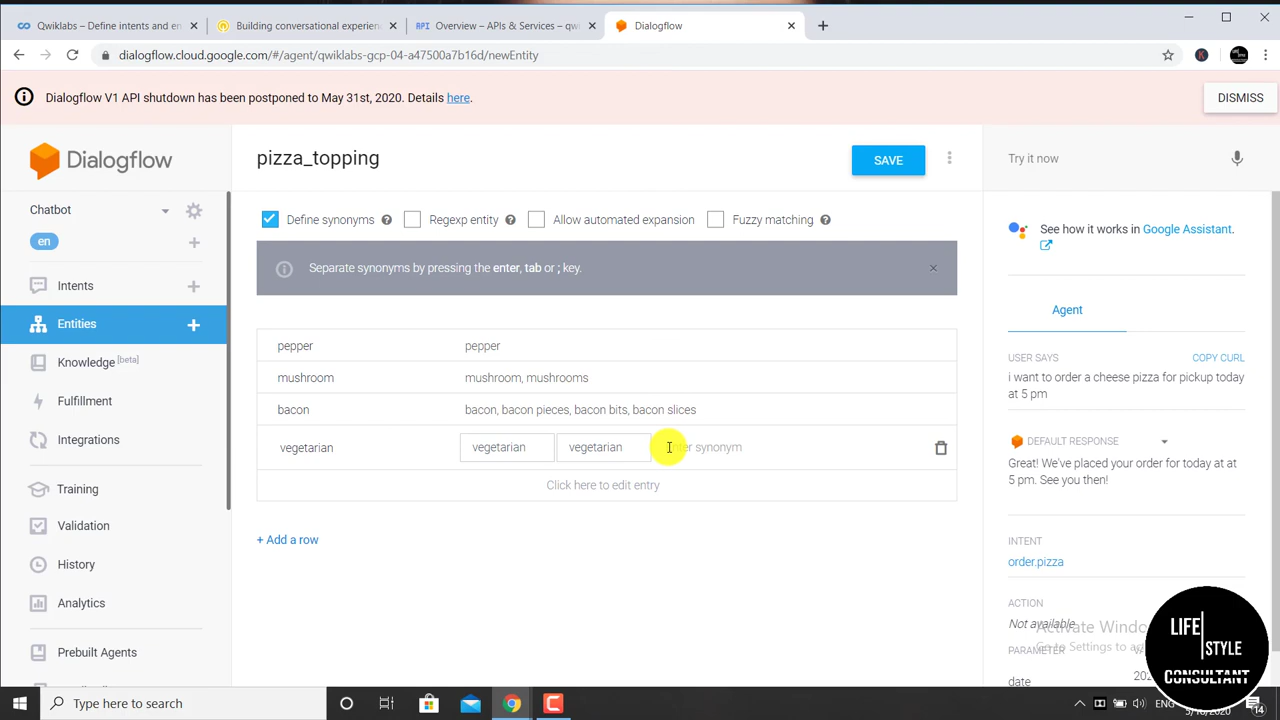 Qwiklabs – Define intents and en
Building conversational experien
API Overview – APIs & Services – qw
Dialogflow
dialogflow.cloud.google.com/#/agent/qwiklabs-gcp-04-a47500a7b16d/newEntity
K
Dialogflow V1 API shutdown has been postponed to May 31st, 2020. Details here.
DISMISS
Dialogflow
pizza_topping
SAVE
Try it now
Chatbot
en
Define synonyms
Regexp entity
Allow automated expansion
Fuzzy matching
See how it works in Google Assistant.
Separate synonyms by pressing the enter, tab or ; key.
Intents
Entities
Knowledge [beta]
Fulfillment
Integrations
Training
Validation
History
Analytics
Prebuilt Agents
pepper pepper
mushroom mushroom, mushrooms
bacon bacon, bacon pieces, bacon bits, bacon slices
vegetarian vegetarian vegetarian synonym
Click here to edit entry
+ Add a row
Agent
USER SAYS COPY CURL
i want to order a cheese pizza for pickup today
at 5 pm
DEFAULT RESPONSE
Great! We've placed your order for today at at
5 pm. See you then!
INTENT
order.pizza
ACTION
Not available
PARAMETER
date
LIFE
STYLE
CONSULTANT
Type here to search
ENG
14